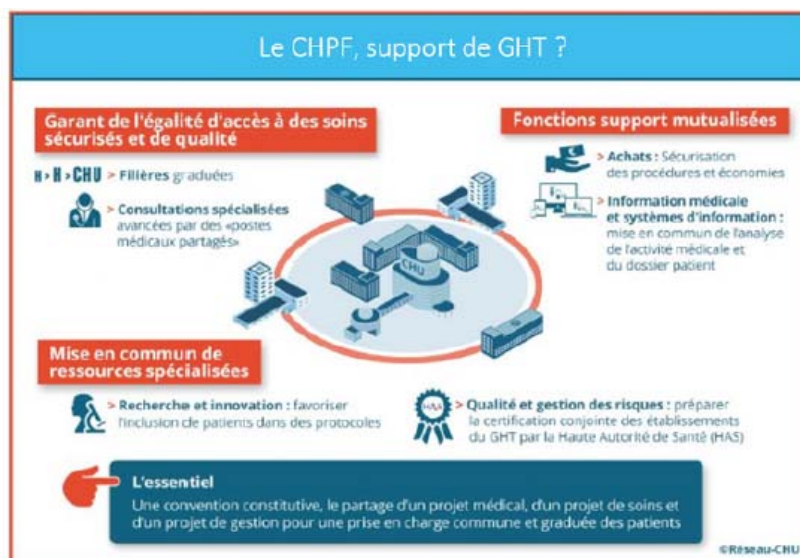 Le CHPF, support de GHT ?
Garant de l'égalité d'accès à des soins
sécurisés et de qualité
H > H > CHU > Filières graduées
> Consultations spécialisées
avancées par des «postes
médicaux partagés»
Fonctions support mutualisées
> Achats : Sécurisation
des procédures et économies
> Information médicale
et systèmes d'information :
mise en commun de l'analyse
de l'activité médicale et
du dossier patient
CHU
Mise en commun de
ressources spécialisées
> Recherche et innovation : favoriser
l'inclusion de patients dans des protocoles
HAS
> Qualité et gestion des risques : préparer
la certification conjointe des établissements
du GHT par la Haute Autorité de Santé (HAS)
L'essentiel
Une convention constitutive, le partage d'un projet médical, d'un projet de soins et
d'un projet de gestion pour une prise en charge commune et graduée des patients
©Réseau-CHU